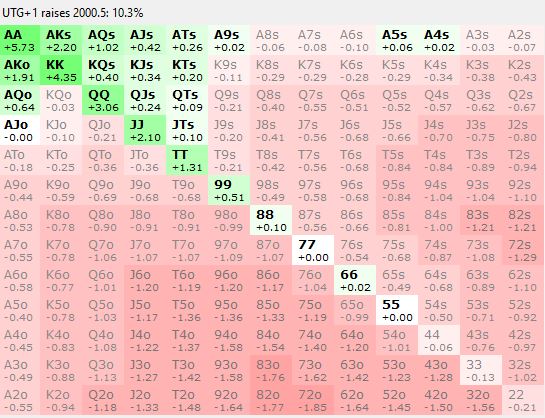 UTG+1 raises 2000.5: 10.3%
AA AKs AQs AJs ATs A9s A8s A7s A6s A5s A4s A3s A2s
+5.73 +2.20 +1.02 +0.42 +0.26 +0.02 -0.06 -0.08 -0.10 +0.06 +0.02 -0.03 -0.07
AKo KK KQs KJs KTs K9s K8s K7s K6s K5s K4s K3s K2s
+1.91 +4.35 +0.40 +0.34 +0.20 -0.11 -0.29 -0.29 -0.28 -0.29 -0.34 -0.38 -0.43
AQo KQo QQ QJs QTs Q9s Q8s Q7s Q6s Q5s Q4s Q3s Q2s
+0.64 -0.03 +3.06 +0.24 +0.09 -0.21 -0.40 -0.55 -0.51 -0.52 -0.57 -0.62 -0.67
AJo KJo QJo JJ JTs J9s J8s J7s J6s J5s J4s J3s J2s
-0.00 -0.10 -0.21 +2.10 +0.10 -0.20 -0.41 -0.56 -0.68 -0.66 -0.70 -0.75 -0.80
ATo KTo QTo JTo TT T9s T8s T7s T6s T5s T4s T3s T2s
-0.18 -0.25 -0.36 -0.36 +1.31 -0.21 -0.42 -0.56 -0.68 -0.84 -0.84 -0.89 -0.94
A9o K9o Q9o J9o T9o 99 98s 97s 96s 95s 94s 93s 92s
-0.44 -0.59 -0.69 -0.68 -0.68 +0.51 -0.49 -0.58 -0.68 -0.84 -1.04 -1.04 -1.10
A8o K8o Q8o J8o T8o 98o 88 87s 86s 85s 84s 83s 82s
-0.53 -0.78 -0.90 -0.91 -0.91 -0.99 +0.10 -0.56 -0.66 -0.81 -1.00 -1.21 -1.21
A7o K7o Q7o J7o T7o 97o 87o 77 76s 75s 74s 73s 72s
-0.55 -0.78 -1.06 -1.07 -1.07 -1.09 -1.07 +0.00 -0.54 -0.68 -0.87 -1.08 -1.29
A6o K6o Q6o J6o T6o 96o 86o 76o 66 65s 64s 63s 62s
-0.58 -0.77 -1.01 -1.20 -1.19 -1.20 -1.17 -1.04 +0.02 -0.49 -0.68 -0.89 -1.10
A5o K5o Q5o J5o T5o 95o 85o 75o 65o 55 54s 53s 52s
-0.40 -0.78 -1.03 -1.17 -1.36 -1.36 -1.33 -1.19 -0.99 +0.00 -0.50 -0.71 -0.92
A4o K4o Q4o J4o T4o 94o 84o 74o 64o 54o 44 43s 42s
-0.45 -0.83 -1.08 -1.22 -1.37 -1.58 -1.54 -1.40 -1.20 -1.01 -0.06 -0.76 -0.97
A3o K3o Q3o J3o T3o 93o 83o 73o 63o 53o 43o 33 32s
-0.49 -0.88 -1.13 -1.27 -1.42 -1.58 -1.76 -1.62 -1.42 -1.23 -1.28 -0.13 -1.02
A2o K2o Q2o J2o T2o 92o 82o 72o 62o 52o 42o 32o 22
-0.55 -0.94 -1.18 -1.33 -1.48 -1.64 -1.77 -1.85 -1.64 -1.45 -1.50 -1.55 -0.21